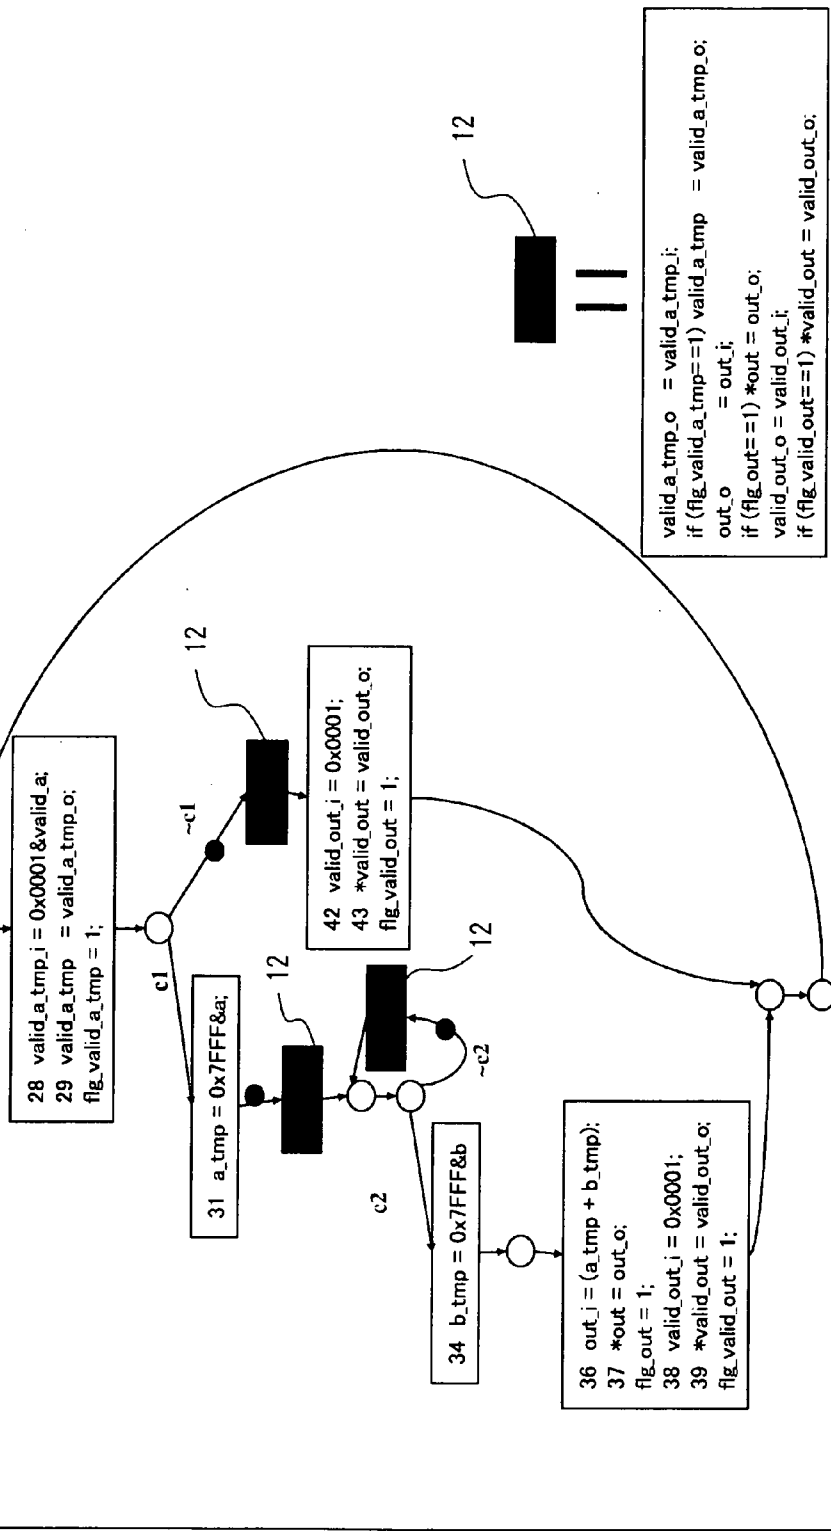 28 valid_a_tmp_i = 0x0001&valid_a;
29 valid_a_tmp = valid_a_tmp_o;
flg_valid_a_tmp = 1;
c1
~c1
31 a_tmp = 0x7FFF&a;
12
12
42 valid_out_i = 0x0001;
43 *valid_out = valid_out_o;
flg_valid_out = 1;
12
c2
~c2
34 b_tmp = 0x7FFF&b
36 out_i = (a_tmp + b_tmp);
37 *out = out_o;
flg_out = 1;
38 valid_out_i = 0x0001;
39 *valid_out = valid_out_o;
flg_valid_out = 1;
12
valid_a_tmp_o = valid_a_tmp_i;
if (flg_valid_a_tmp==1) valid_a_tmp = valid_a_tmp_o;
out_o = out_i;
if (flg_out==1) *out = out_o;
valid_out_o = valid_out_i;
if (flg_valid_out==1) *valid_out = valid_out_o;